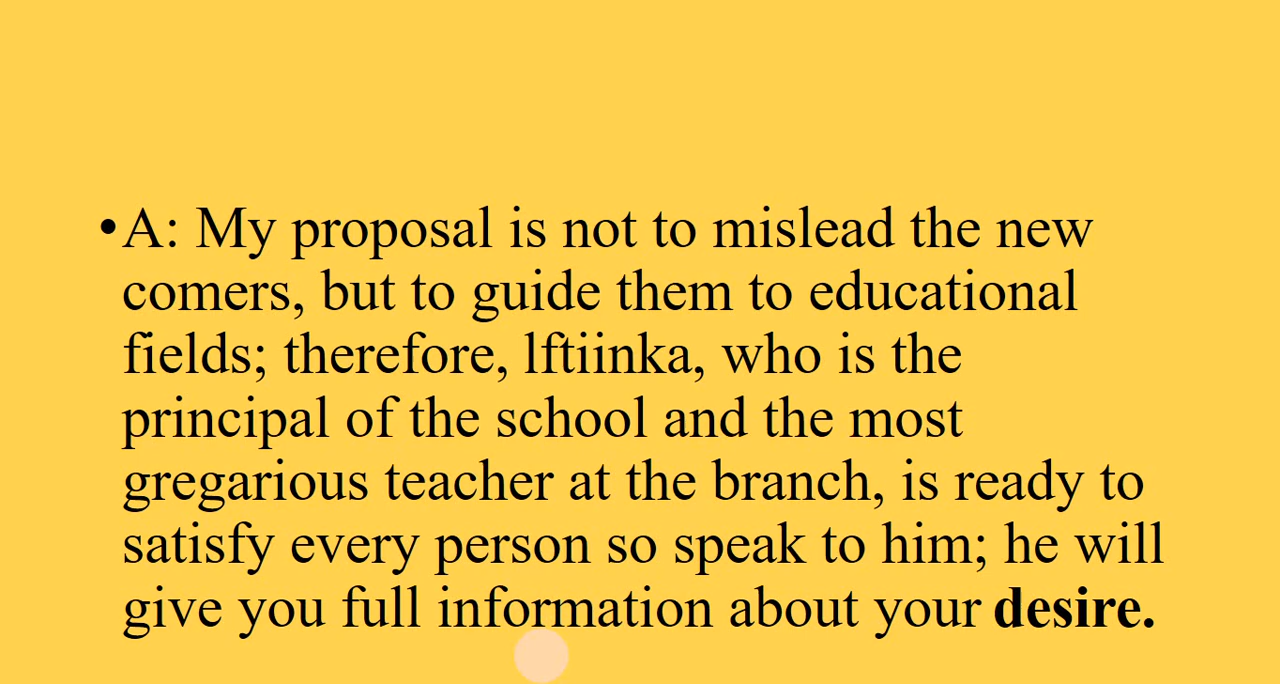 •A: My proposal is not to mislead the new
comers, but to guide them to educational
fields; therefore, lftiinka, who is the
principal of the school and the most
gregarious teacher at the branch, is ready to
satisfy every person so speak to him; he will
give you full information about your desire.